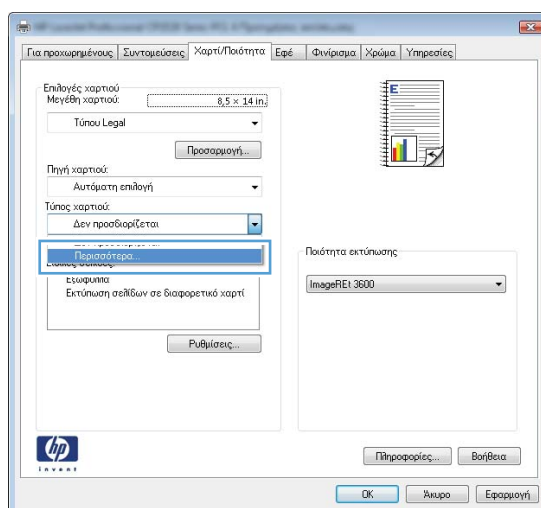 Για προχωρημένους Συντομεύσεις Χαρτί/Ποιότητα Εφέ Φινίρισμα Χρώμα Υπηρεσίες
Επιλογές χαρτιού
Μεγέθη χαρτιού: 8,5 × 14 in.
Τύπου Legal
Προσαρμογή...
Πηγή χαρτιού:
Αυτόματη επιλογή
Τύπος χαρτιού:
Δεν προσδιορίζεται
Περισσότερα...
Εξώφυλλα
Εκτύπωση σελίδων σε διαφορετικό χαρτί
Ρυθμίσεις...
E
Ποιότητα εκτύπωσης
ImageREt 3600
hp
invent
Πληροφορίες... Βοήθεια
OK Άκυρο Εφαρμογή